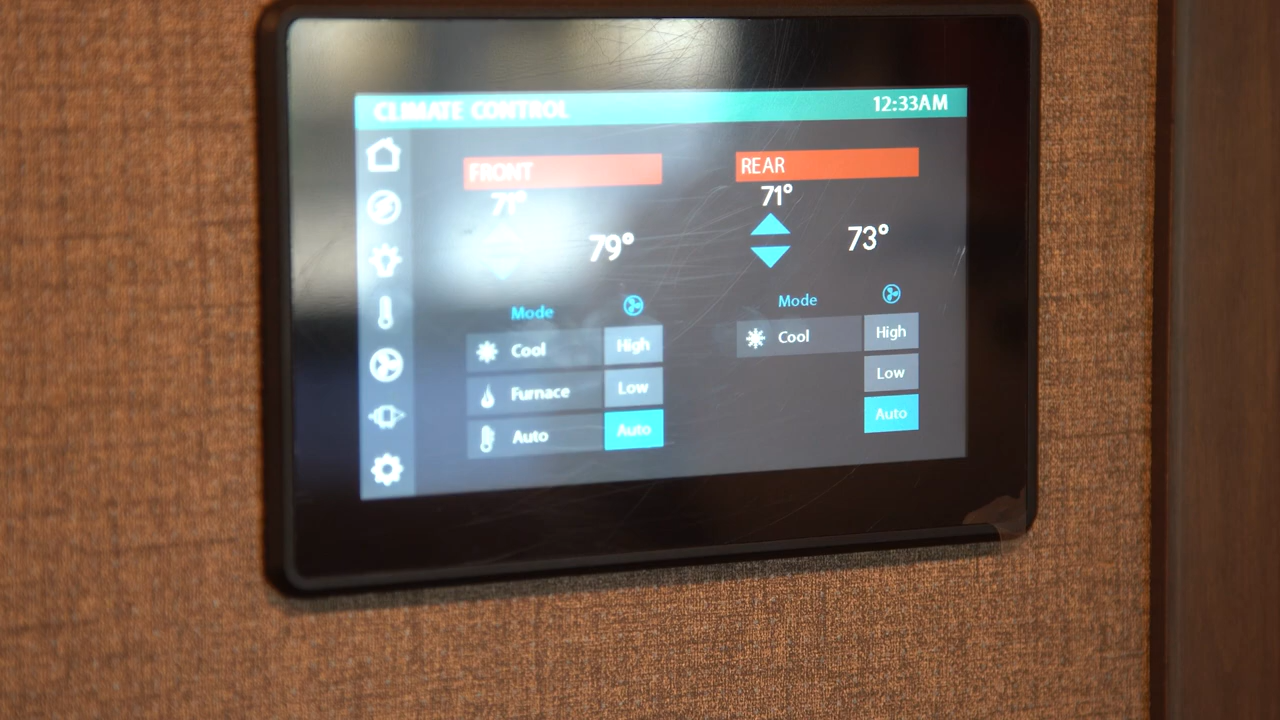 CLIMATE CONTROL 12:33AM
FRONT
71°
79°
Mode
Cool High
Furnace Low
Auto Auto
REAR
71°
73°
Mode
Cool High
Low
Auto